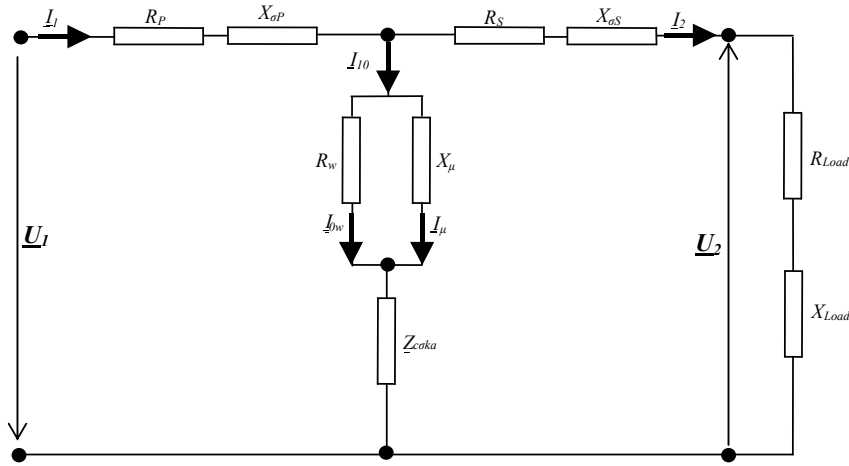 I1
RP
XσP
RS
XσS
I2
I10
Rw
Xμ
RLoad
I0w
Iμ
U1
U2
XLoad
Zcσka